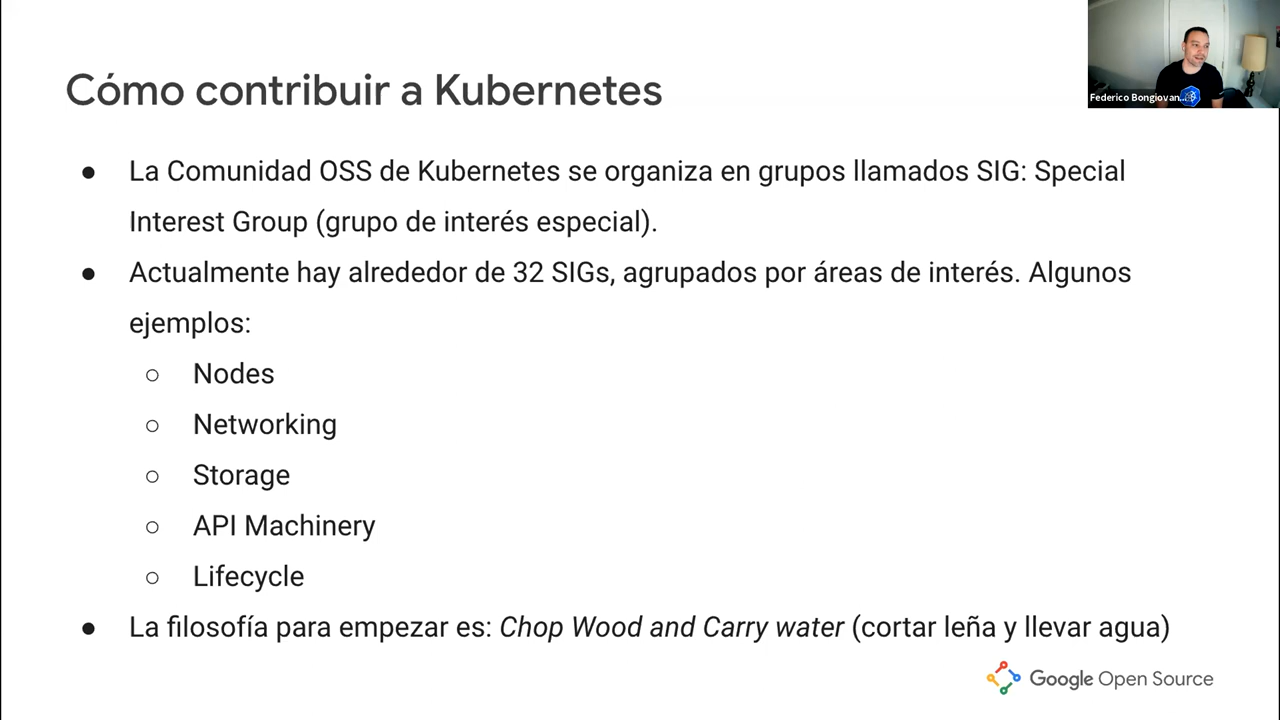 Cómo contribuir a Kubernetes
Federico Bongiovan...
● La Comunidad OSS de Kubernetes se organiza en grupos llamados SIG: Special
Interest Group (grupo de interés especial).
● Actualmente hay alrededor de 32 SIGs, agrupados por áreas de interés. Algunos
ejemplos:
○ Nodes
○ Networking
○ Storage
○ API Machinery
○ Lifecycle
● La filosofía para empezar es: Chop Wood and Carry water (cortar leña y llevar agua)
Google Open Source